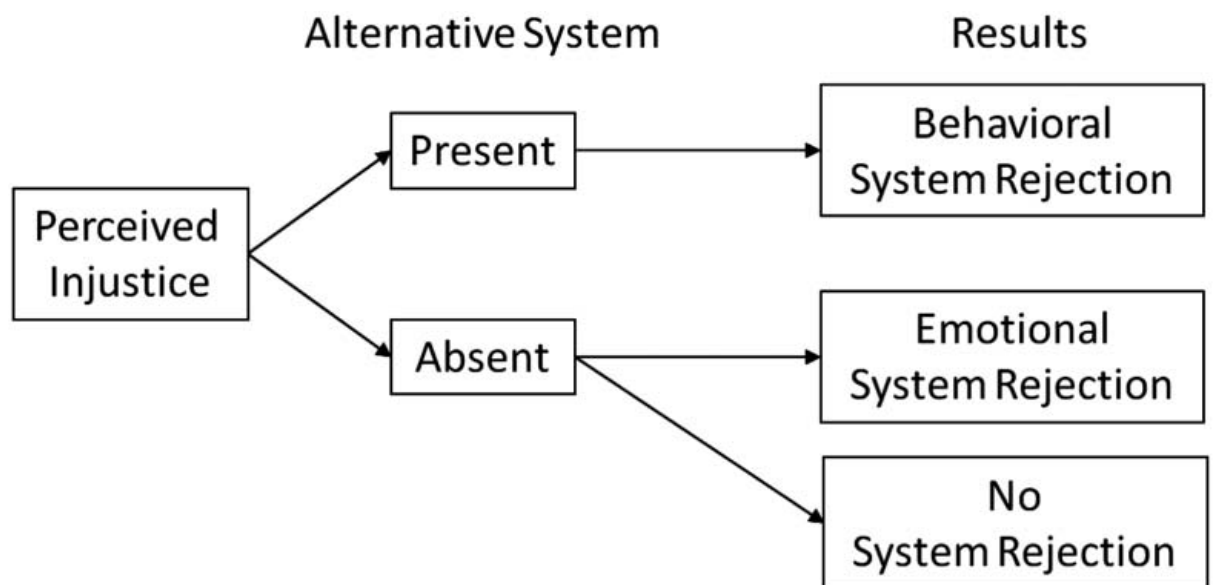 Alternative System
Results
Perceived
Injustice
Present
Behavioral
System Rejection
Absent
Emotional
System Rejection
No
System Rejection